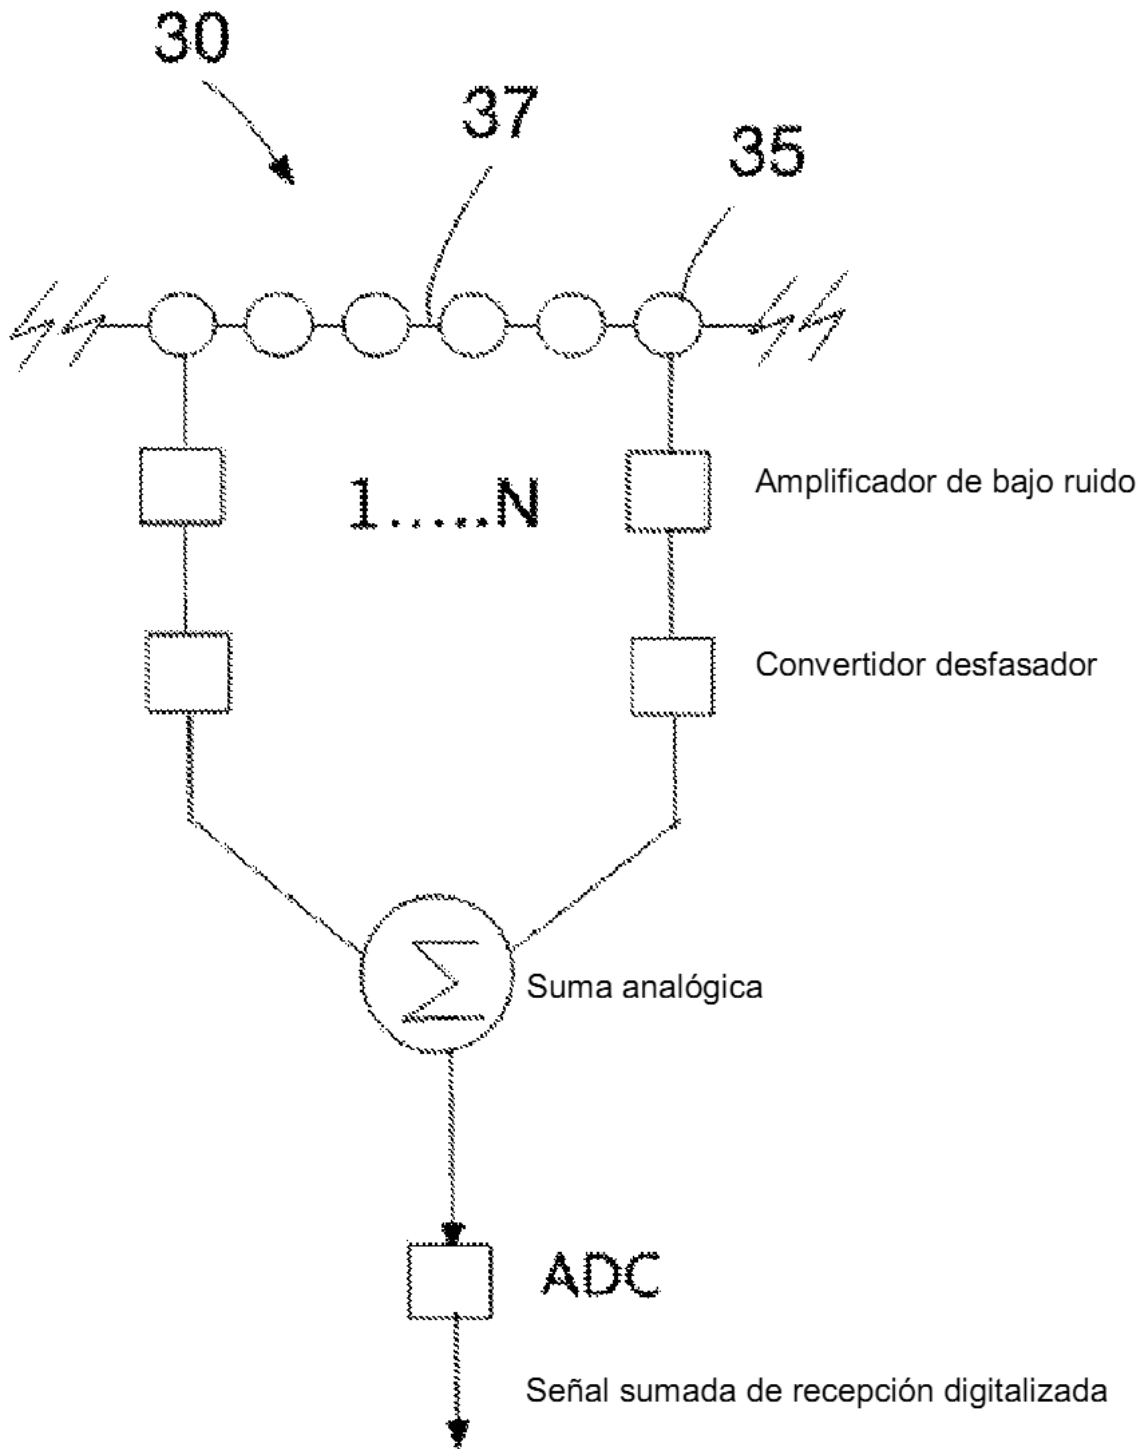 30
37
35
1.....N
Amplificador de bajo ruido
Convertidor desfasador
Σ
Suma analógica
ADC
Señal sumada de recepción digitalizada